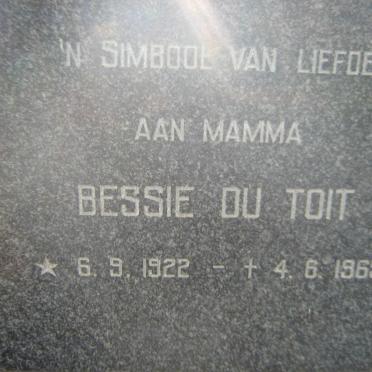 'N SIMBOOL VAN LIEFDE
AAN MAMMA
BESSIE DU TOIT
★ 6.9.1922 - ✝ 4.6.196